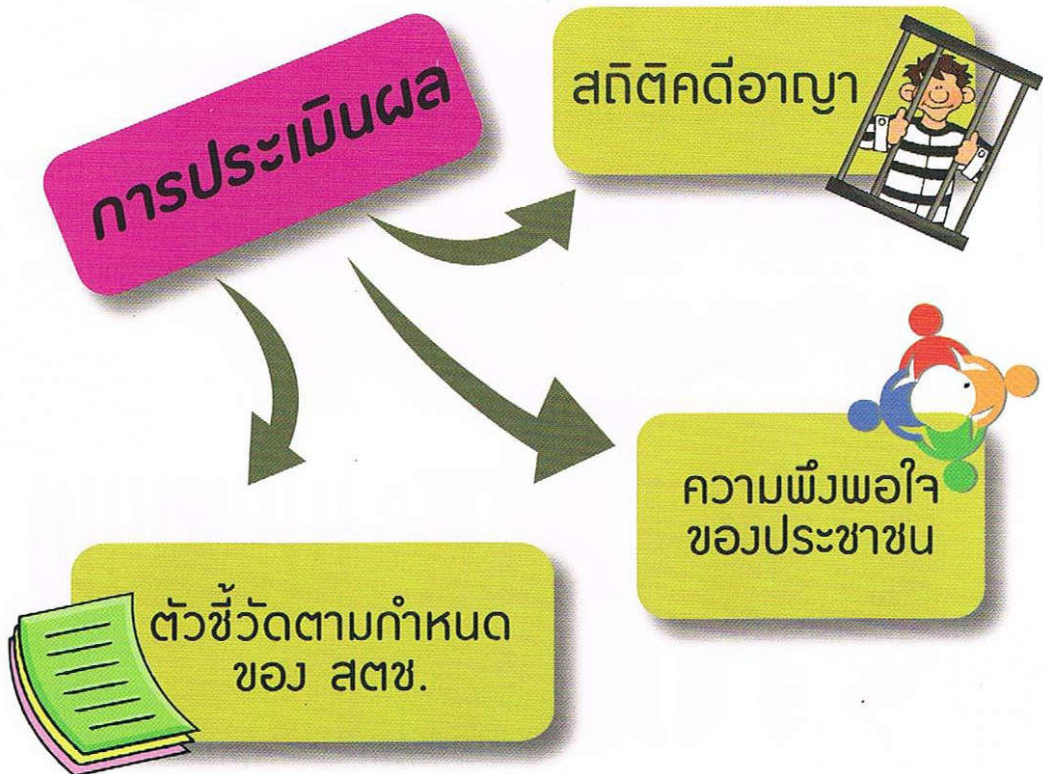 การประเมินผล
สถิติคดีอาญา
ความพึงพอใจ
ของประชาชน
ตัวชี้วัดตามกำหนด
ของ สตช.